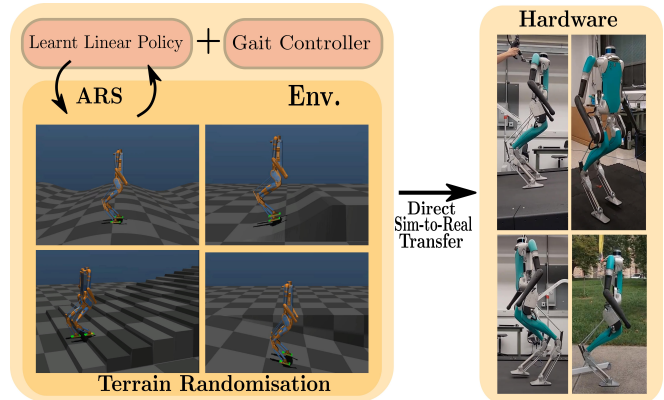 Learnt Linear Policy + Gait Controller
ARS
Env.
Terrain Randomisation
Direct
Sim-to-Real
Transfer
Hardware